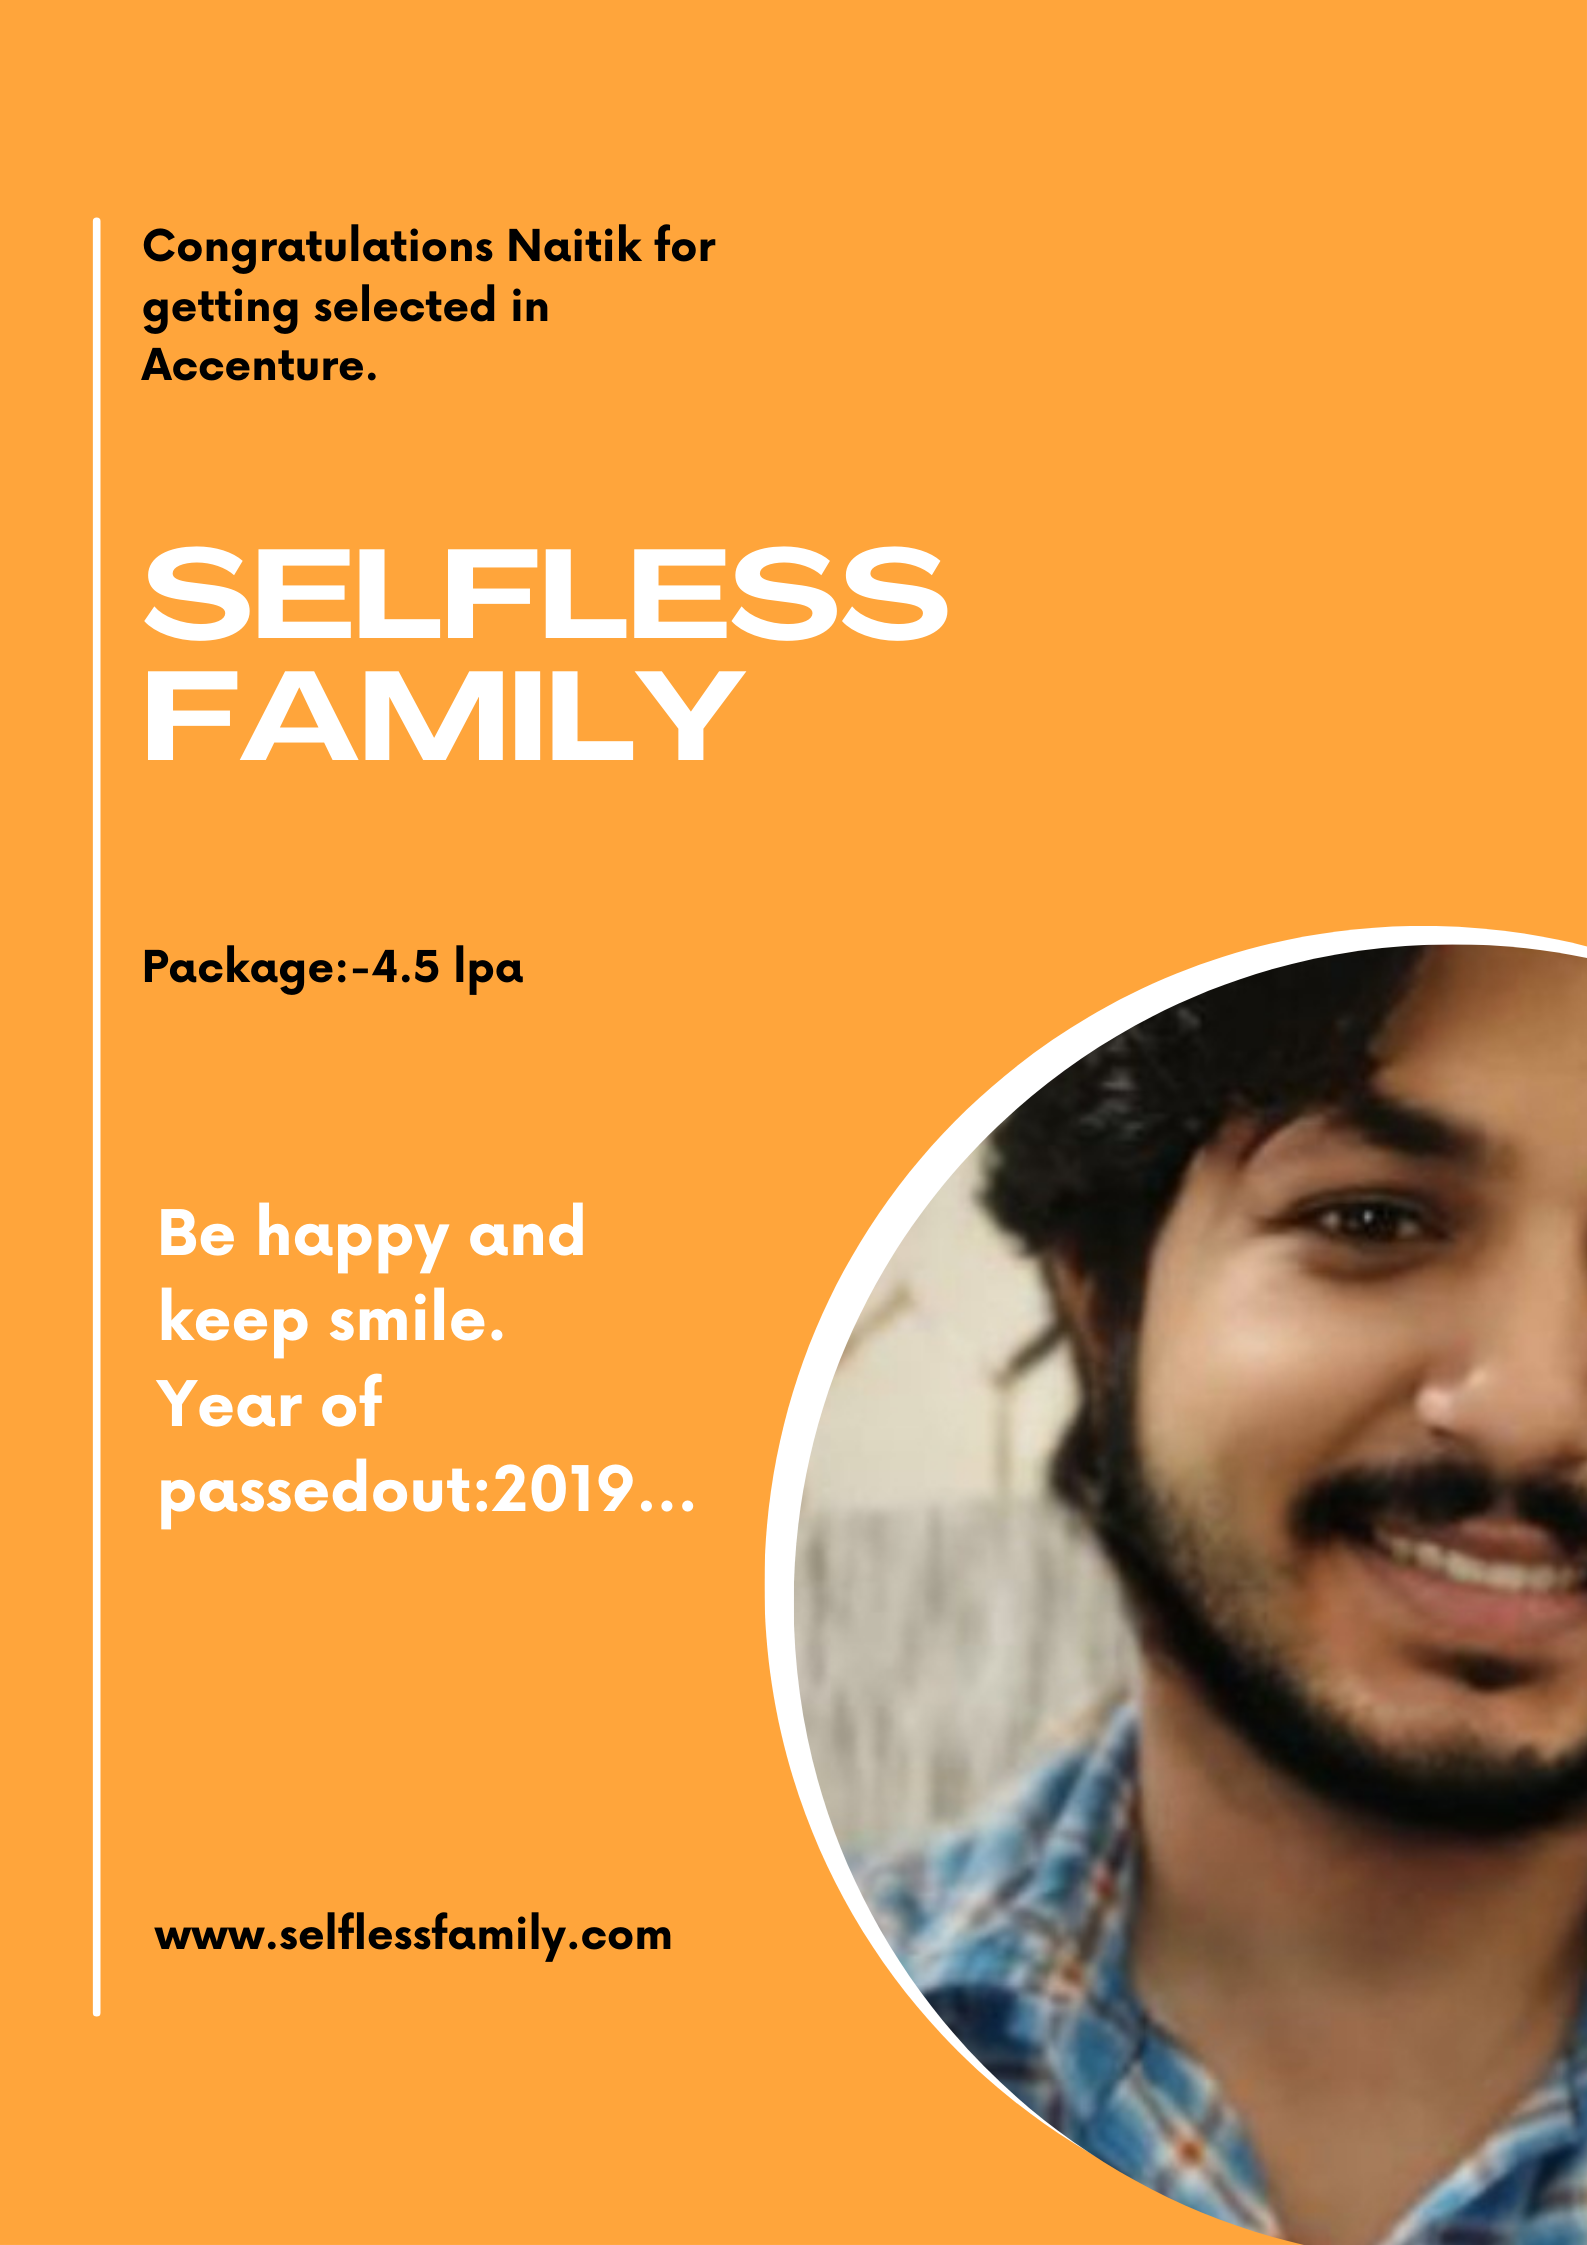 Congratulations Naitik for
getting selected in
Accenture.
SELFLESS
FAMILY
Package:-4.5 lpa
Be happy and
keep smile.
Year of
passedout:2019...
www.selflessfamily.com